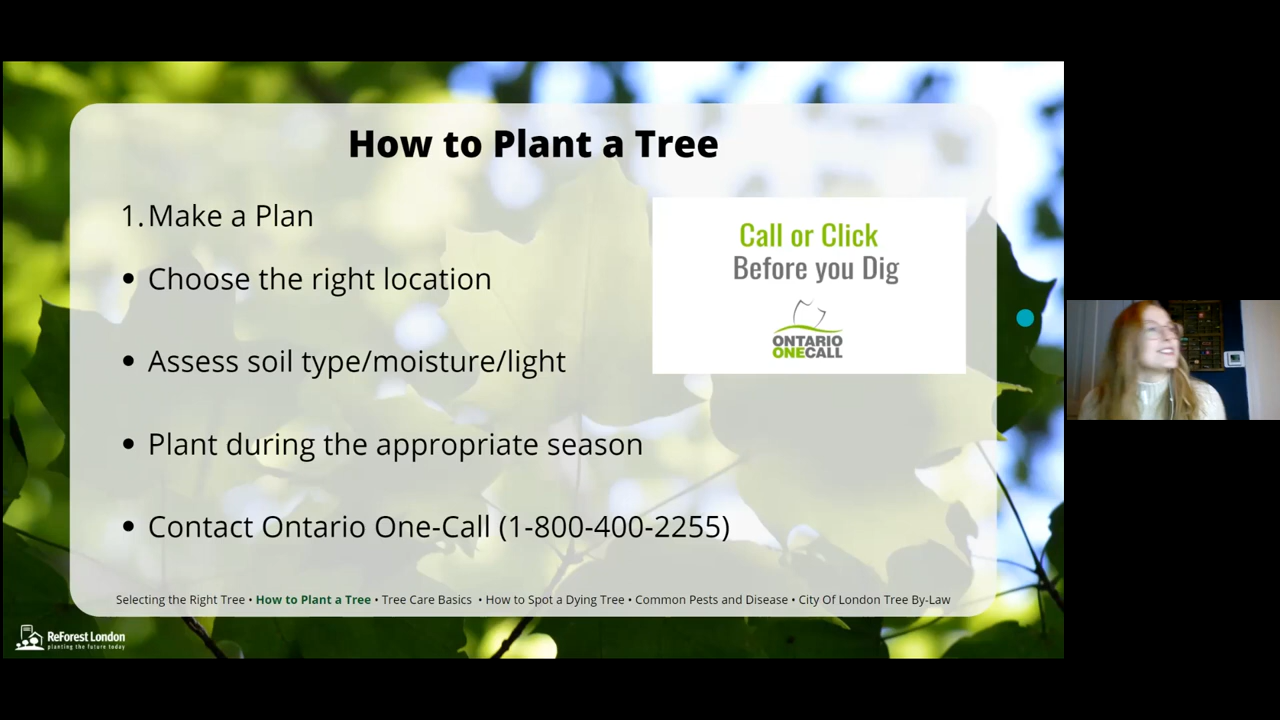 How to Plant a Tree
1. Make a Plan
• Choose the right location
• Assess soil type/moisture/light
• Plant during the appropriate season
• Contact Ontario One-Call (1-800-400-2255)
Call or Click
Before you Dig
ONTARIO
ONECALL
Selecting the Right Tree • How to Plant a Tree • Tree Care Basics • How to Spot a Dying Tree • Common Pests and Disease • City Of London Tree By-Law
ReForest London
planting the future today